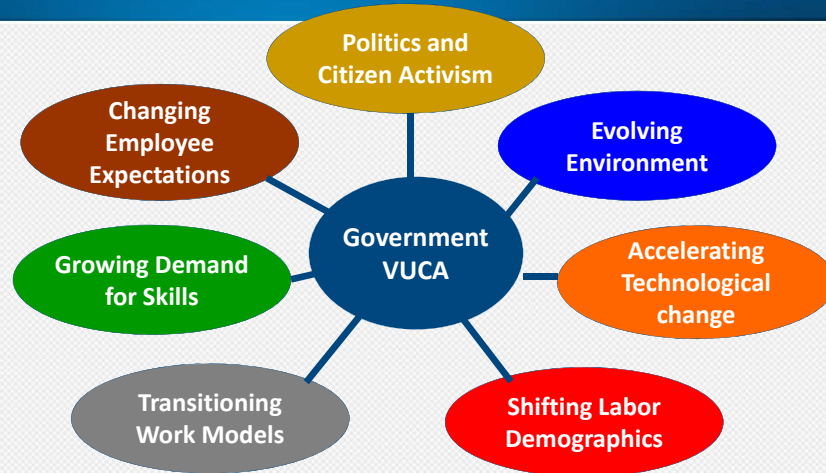 Politics and
Citizen Activism
Changing
Employee
Expectations
Evolving
Environment
Government
VUCA
Growing Demand
for Skills
Accelerating
Technological
change
Transitioning
Work Models
Shifting Labor
Demographics